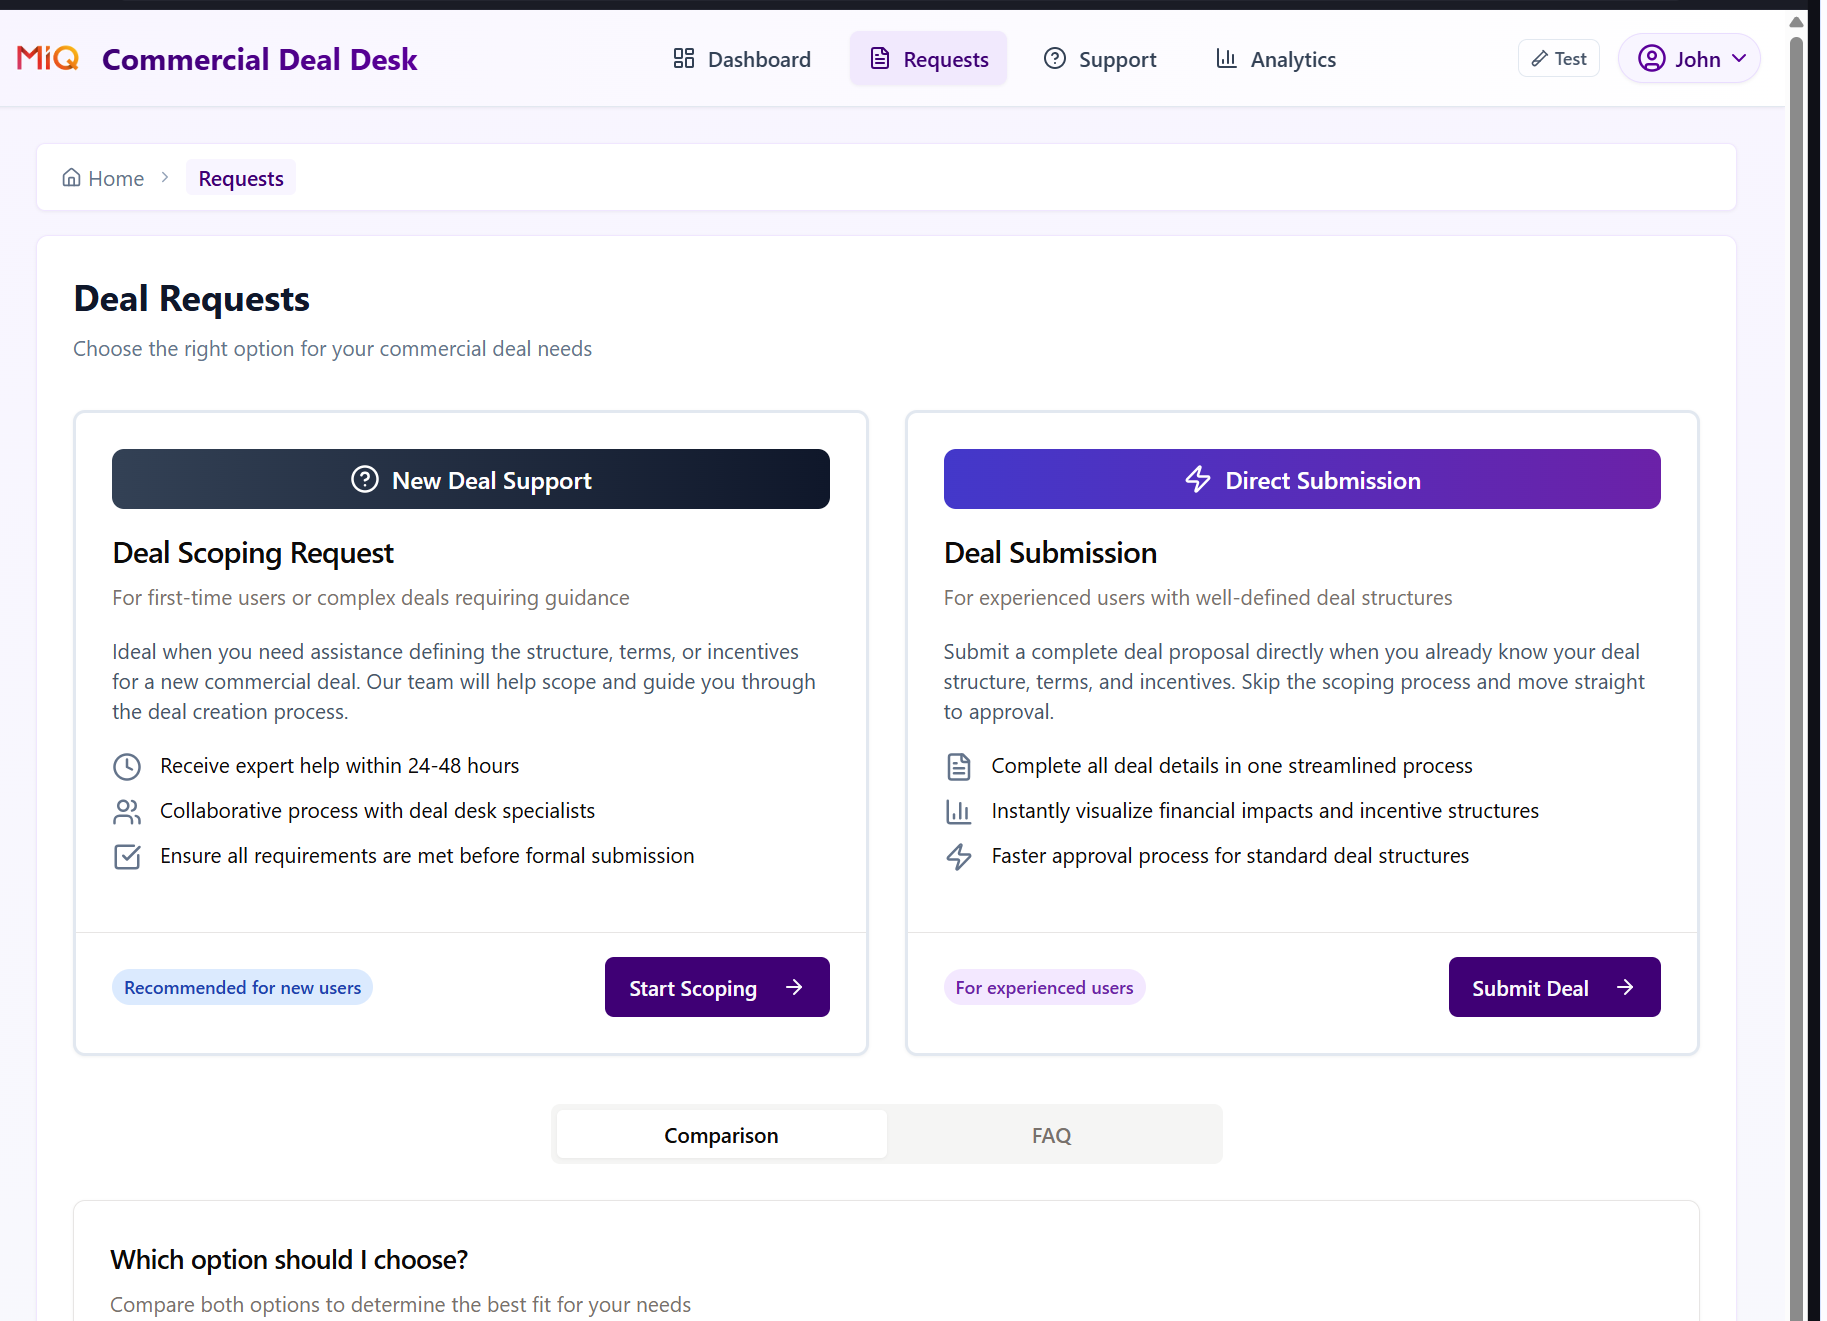 MiQ Commercial Deal Desk Dashboard Requests Support Analytics Test John
Home Requests
Deal Requests
Choose the right option for your commercial deal needs
New Deal Support
Deal Scoping Request
For first-time users or complex deals requiring guidance
Ideal when you need assistance defining the structure, terms, or incentives
for a new commercial deal. Our team will help scope and guide you through
the deal creation process.
Receive expert help within 24-48 hours
Collaborative process with deal desk specialists
Ensure all requirements are met before formal submission
Recommended for new users
Start Scoping
Direct Submission
Deal Submission
For experienced users with well-defined deal structures
Submit a complete deal proposal directly when you already know your deal
structure, terms, and incentives. Skip the scoping process and move straight
to approval.
Complete all deal details in one streamlined process
Instantly visualize financial impacts and incentive structures
Faster approval process for standard deal structures
For experienced users
Submit Deal
Comparison FAQ
Which option should I choose?
Compare both options to determine the best fit for your needs